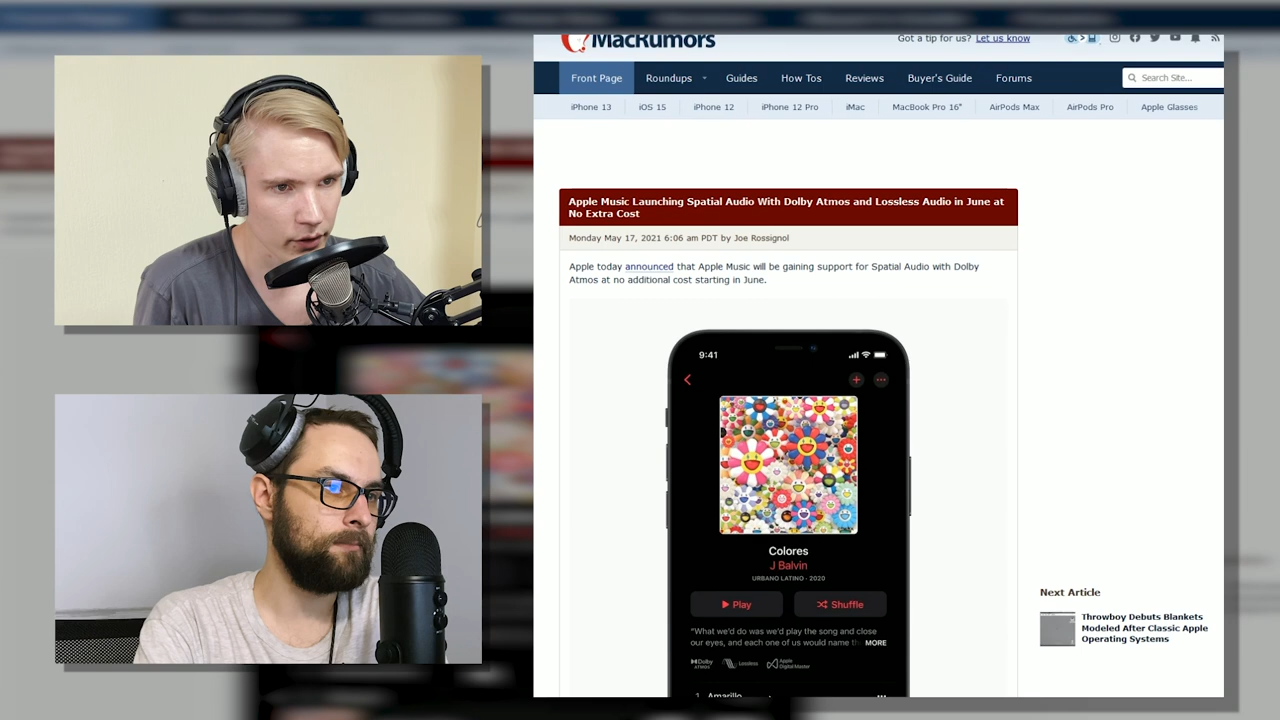 MacRumors
Got a tip for us? Let us know
Front Page Roundups Guides How Tos Reviews Buyer's Guide Forums Search Site...
iPhone 13 iOS 15 iPhone 12 iPhone 12 Pro iMac MacBook Pro 16" AirPods Max AirPods Pro Apple Glasses
Apple Music Launching Spatial Audio With Dolby Atmos and Lossless Audio in June at
No Extra Cost
Monday May 17, 2021 6:06 am PDT by Joe Rossignol
Apple today announced that Apple Music will be gaining support for Spatial Audio with Dolby
Atmos at no additional cost starting in June.
9:41
Colores
J Balvin
URBANO LATINO · 2020
Play Shuffle
"What we'd do was we'd play the song and close
our eyes, and each one of us would name th MORE
Dolby ATMOS Lossless Apple Digital Master
1 Amarillo
Next Article
Throwboy Debuts Blankets
Modeled After Classic Apple
Operating Systems